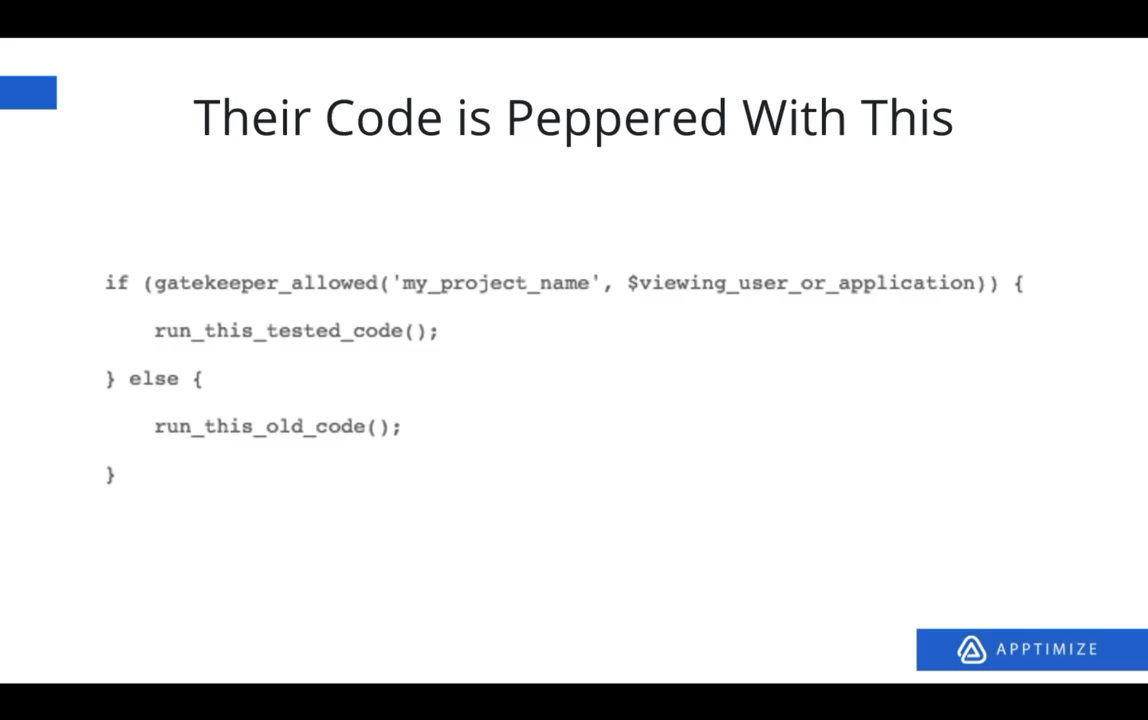 Their Code is Peppered With This
if (gatekeeper_allowed('my_project_name', $viewing_user_or_application)) {
run_this_tested_code();
} else {
run_this_old_code();
}
APPTIMIZE